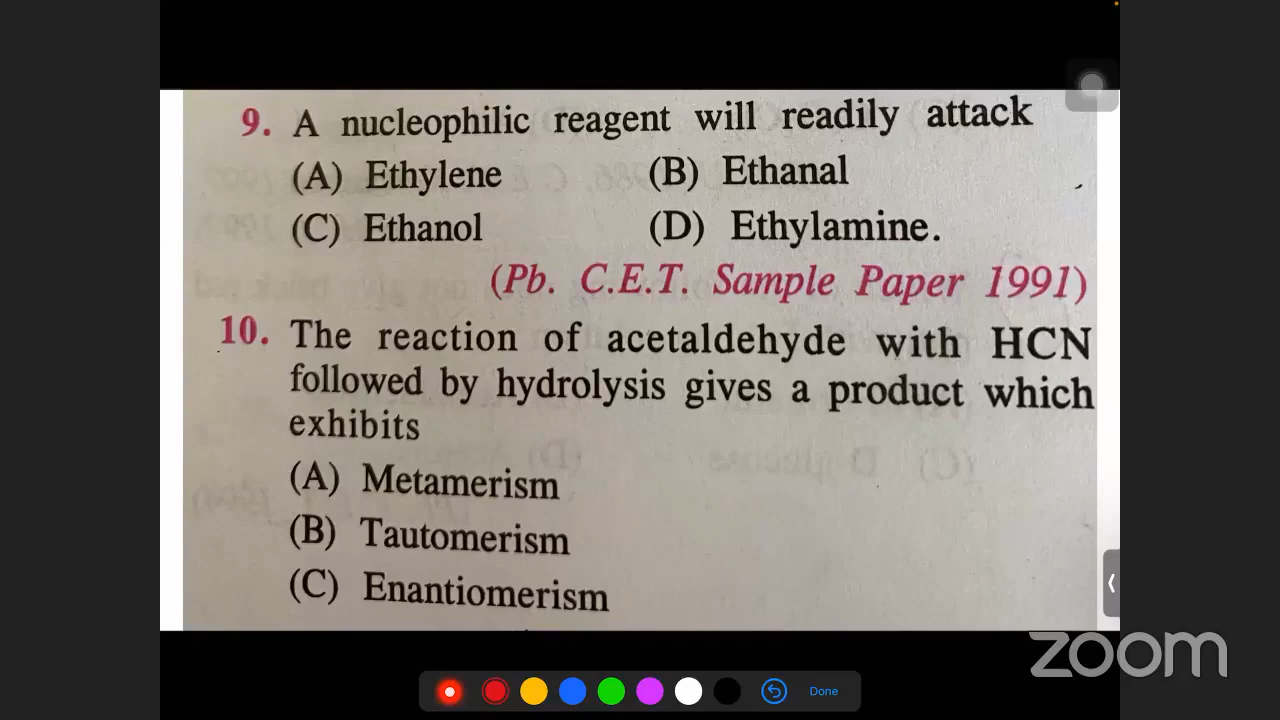 9. A nucleophilic reagent will readily attack
(A) Ethylene (B) Ethanal
(C) Ethanol (D) Ethylamine.
(Pb. C.E.T. Sample Paper 1991)
10. The reaction of acetaldehyde with HCN
followed by hydrolysis gives a product which
exhibits
(A) Metamerism
(B) Tautomerism
(C) Enantiomerism
zoom
Done